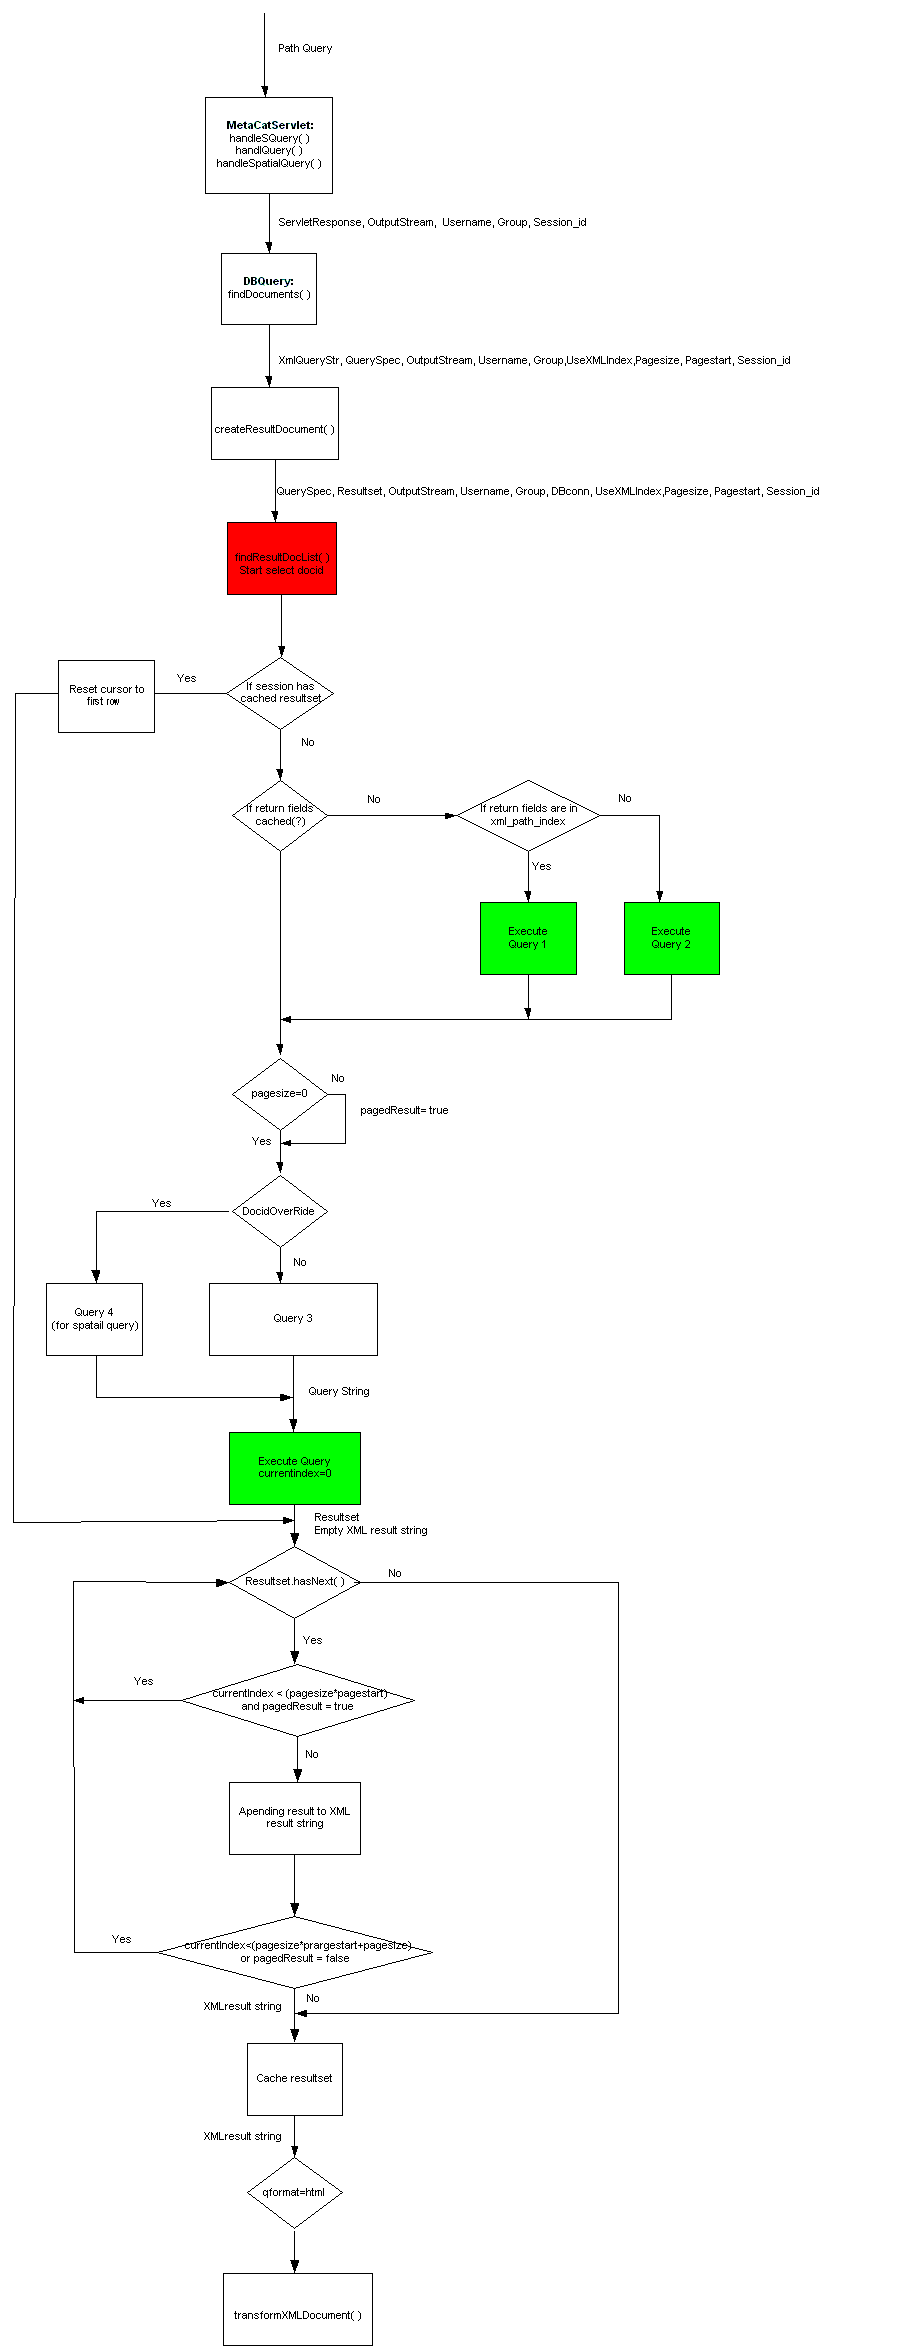 Path Query
MetaCatServlet:
handleSQuery( )
handlQuery( )
handleSpatialQuery( )
ServletResponse, OutputStream, Username, Group, Session_id
DBQuery:
findDocuments( )
XmlQueryStr, QuerySpec, OutputStream, Username, Group,UseXMLIndex,Pagesize, Pagestart, Session_id
createResultDocument( )
QuerySpec, Resultset, OutputStream, Username, Group, DBconn, UseXMLIndex,Pagesize, Pagestart, Session_id
findResultDocList( )
Start select docid
If session has
cached resultset
Yes
Reset cursor to
first row
No
If return fields
cached(?)
No
If return fields are in
xml_path_index
No
Yes
Execute
Query 1
Execute
Query 2
pagesize=0
No
pagedResult= true
Yes
DocidOverRide
Yes
No
Query 4
(for spatail query)
Query 3
Query String
Execute Query
currentindex=0
Resultset
Empty XML result string
Resultset.hasNext( )
No
Yes
currentIndex < (pagesize*pagestart)
and pagedResult = true
Yes
No
Apending result to XML
result string
currentIndex<(pagesize*prargestart+pagesize)
or pagedResult = false
Yes
No
XMLresult string
Cache resultset
XMLresult string
qformat=html
transformXMLDocument( )